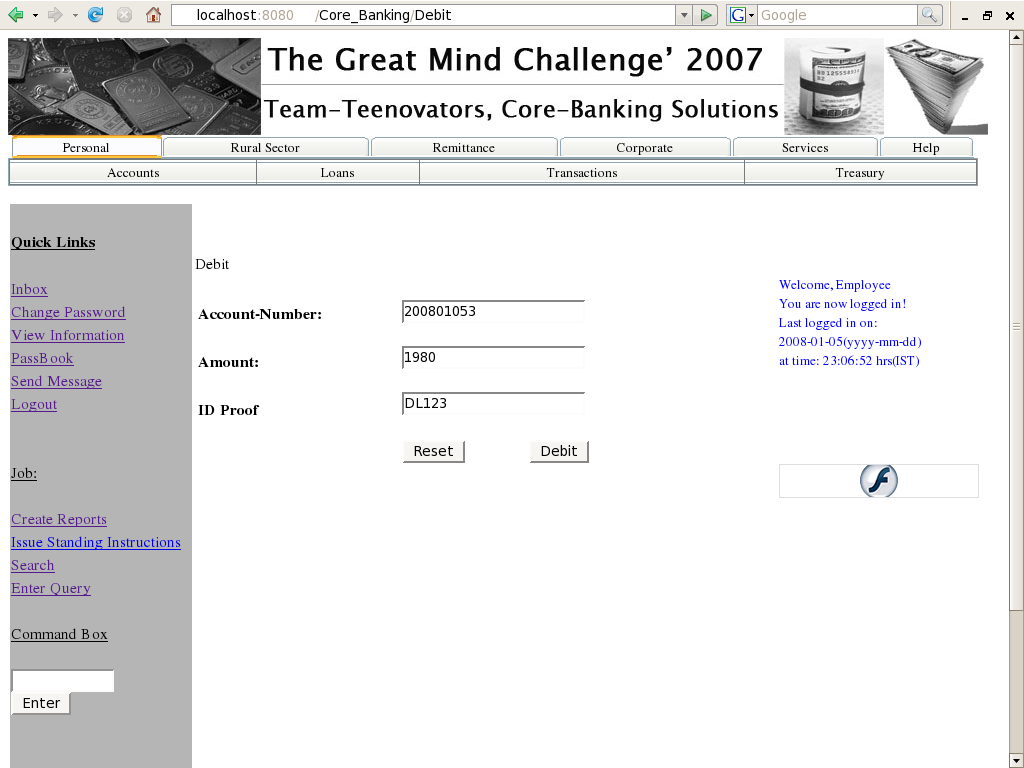 localhost:8080 /Core_Banking/Debit
Google
The Great Mind Challenge’ 2007
Team-Teenovators, Core-Banking Solutions
Personal Rural Sector Remittance Corporate Services Help
Accounts Loans Transactions Treasury
Quick Links
Inbox
Change Password
View Information
PassBook
Send Message
Logout
Job:
Create Reports
Issue Standing Instructions
Search
Enter Query
Command Box
Enter
Debit
Account-Number: 200801053
Amount: 1980
ID Proof DL123
Reset Debit
Welcome, Employee
You are now logged in!
Last logged in on:
2008-01-05(yyyy-mm-dd)
at time: 23:06:52 hrs(IST)